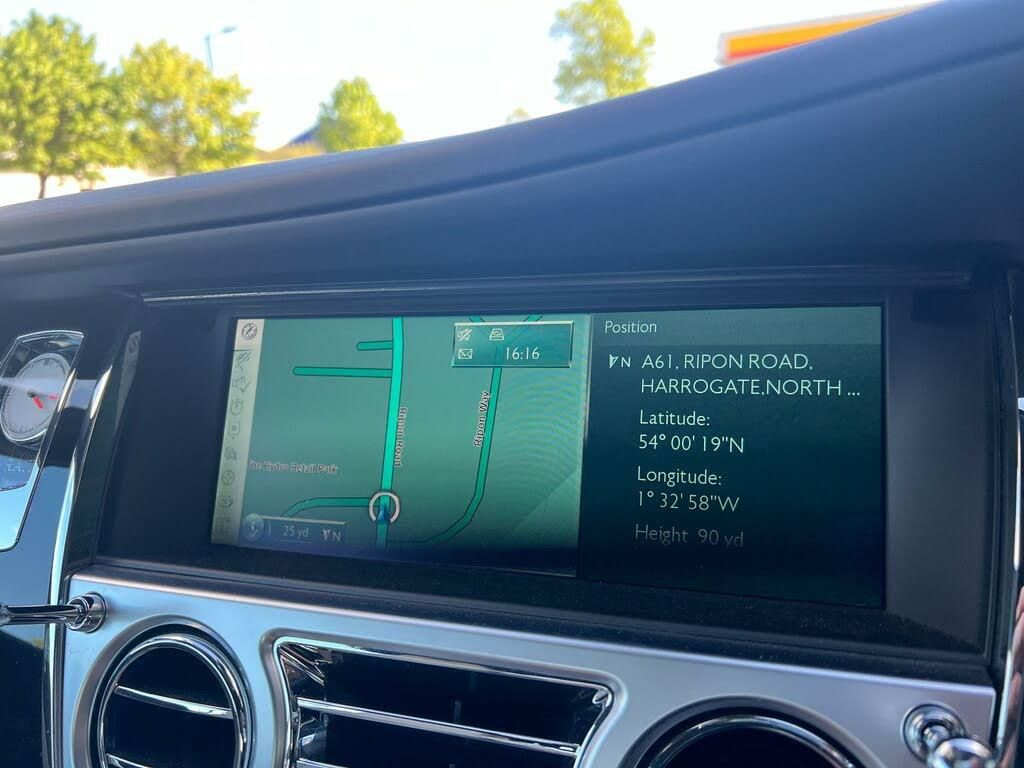 16:16
Ripon Road
Ripon Way
The Hydro Retail Park
25 yd
N
Position
N A61, RIPON ROAD,
HARROGATE,NORTH ...
Latitude:
54° 00' 19"N
Longitude:
1° 32' 58"W
Height 90 yd